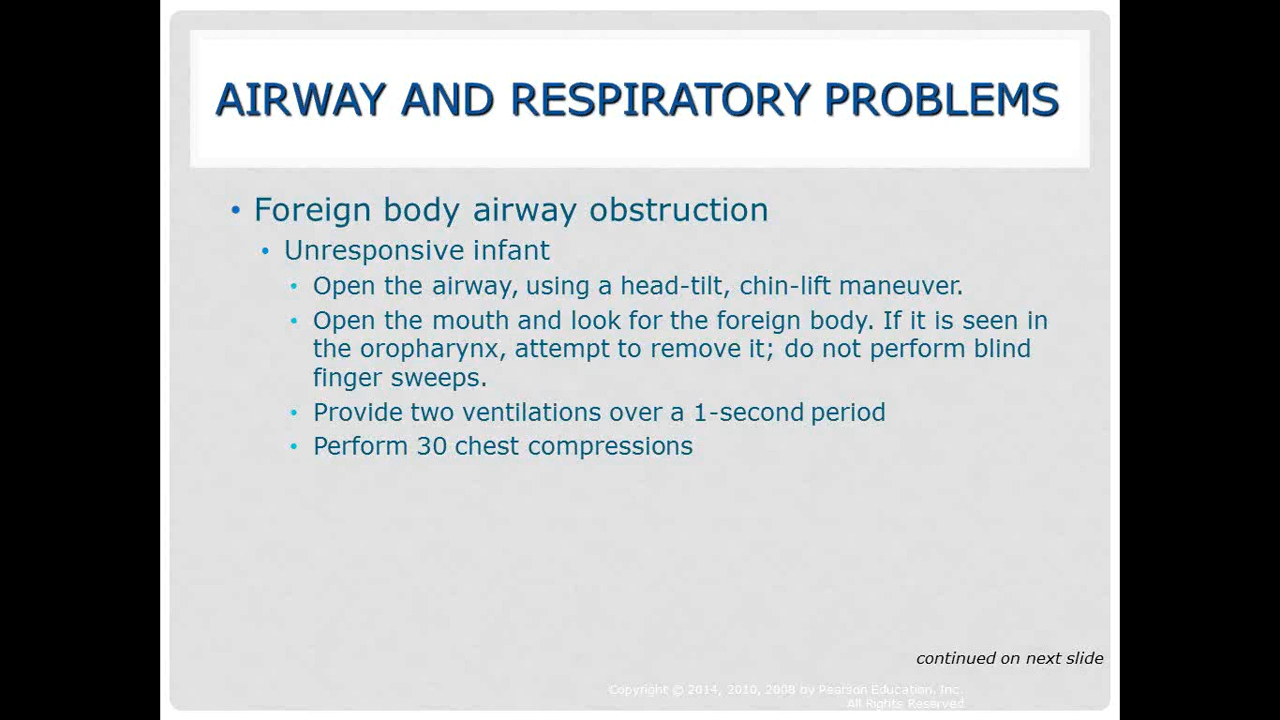 AIRWAY AND RESPIRATORY PROBLEMS
• Foreign body airway obstruction
• Unresponsive infant
• Open the airway, using a head-tilt, chin-lift maneuver.
• Open the mouth and look for the foreign body. If it is seen in
the oropharynx, attempt to remove it; do not perform blind
finger sweeps.
• Provide two ventilations over a 1-second period
• Perform 30 chest compressions
continued on next slide
Copyright © 2014, 2010, 2008 by Pearson Education, Inc.
All Rights Reserved